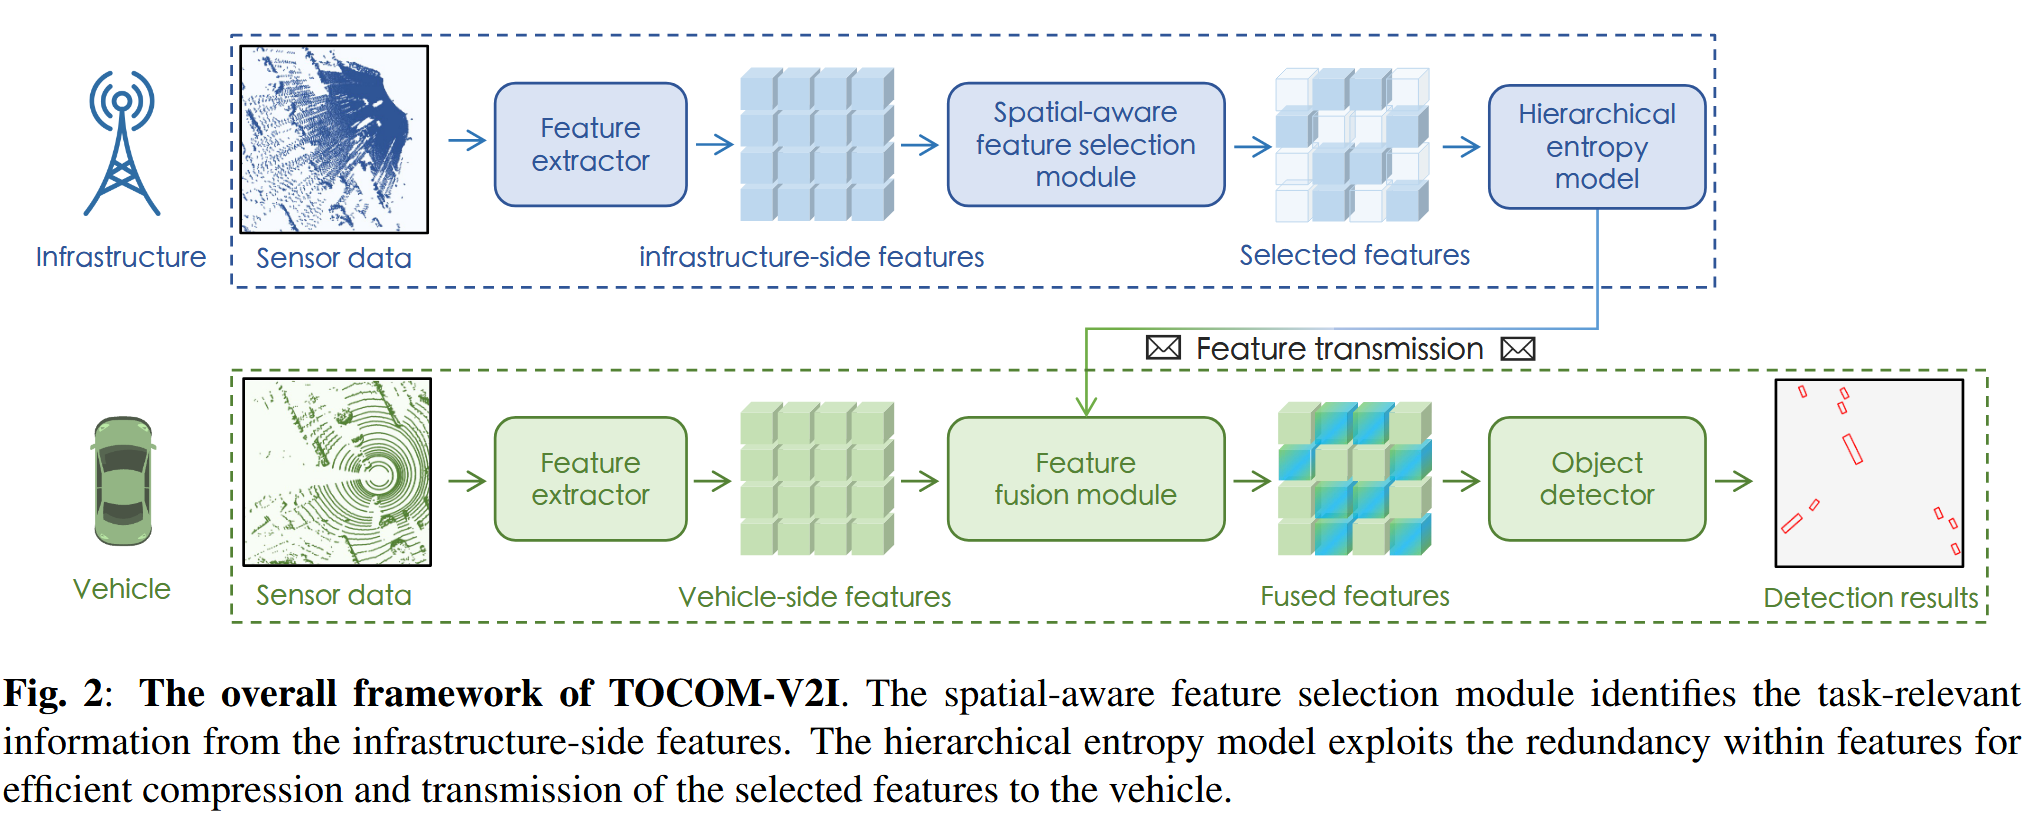 Feature
extractor
Spatial-aware
feature selection
module
Hierarchical
entropy
model
Infrastructure
Sensor data
infrastructure-side features
Selected features
Feature transmission
Feature
extractor
Feature
fusion module
Object
detector
Vehicle
Sensor data
Vehicle-side features
Fused features
Detection results
Fig. 2: The overall framework of TOCOM-V2I. The spatial-aware feature selection module identifies the task-relevant
information from the infrastructure-side features. The hierarchical entropy model exploits the redundancy within features for
efficient compression and transmission of the selected features to the vehicle.